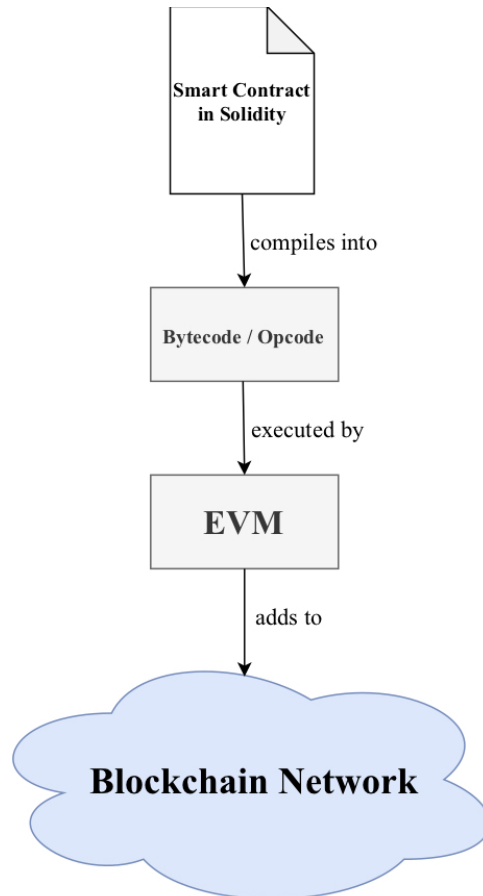 Smart Contract
in Solidity
compiles into
Bytecode / Opcode
executed by
EVM
adds to
Blockchain Network